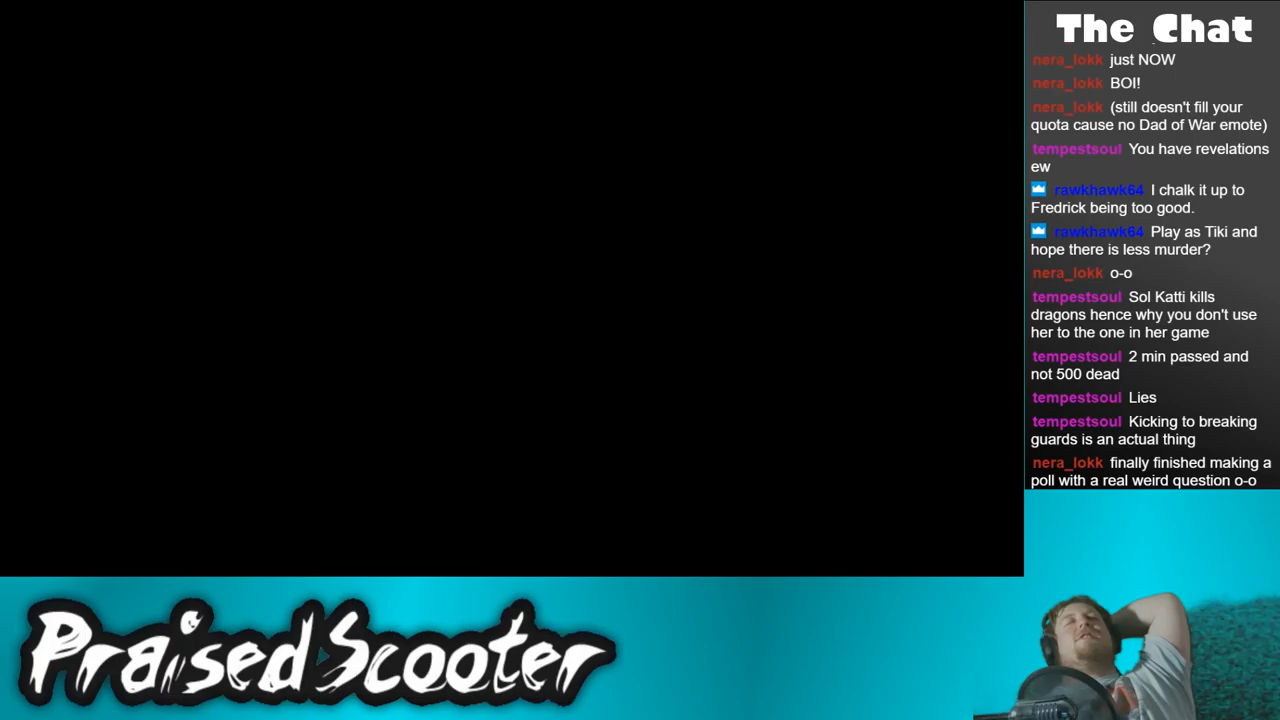 The Chat
nera_lokk just NOW
nera_lokk BOI!
nera_lokk (still doesn't fill your
quota cause no Dad of War emote)
tempestsoul You have revelations
ew
rawkhawk64 I chalk it up to
Fredrick being too good.
rawkhawk64 Play as Tiki and
hope there is less murder?
nera_lokk o-o
tempestsoul Sol Katti kills
dragons hence why you don't use
her to the one in her game
tempestsoul 2 min passed and
not 500 dead
tempestsoul Lies
tempestsoul Kicking to breaking
guards is an actual thing
nera_lokk finally finished making a
poll with a real weird question o-o
PraisedScooter